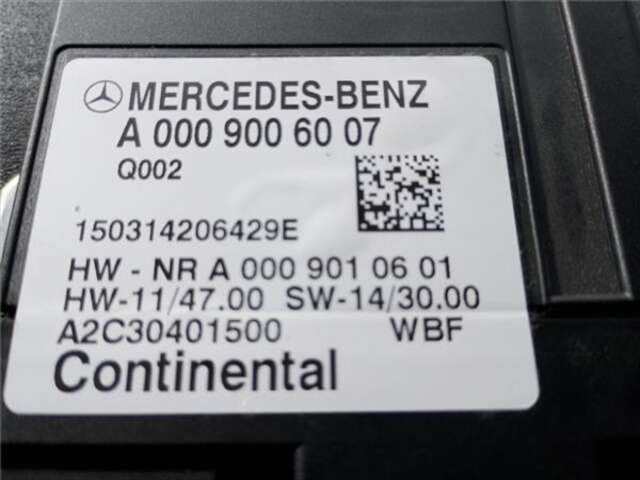 MERCEDES-BENZ
A 000 900 60 07
Q002
150314206429E
HW - NR A 000 901 06 01
HW-11/47.00 SW-14/30.00
A2C30401500 WBF
Continental